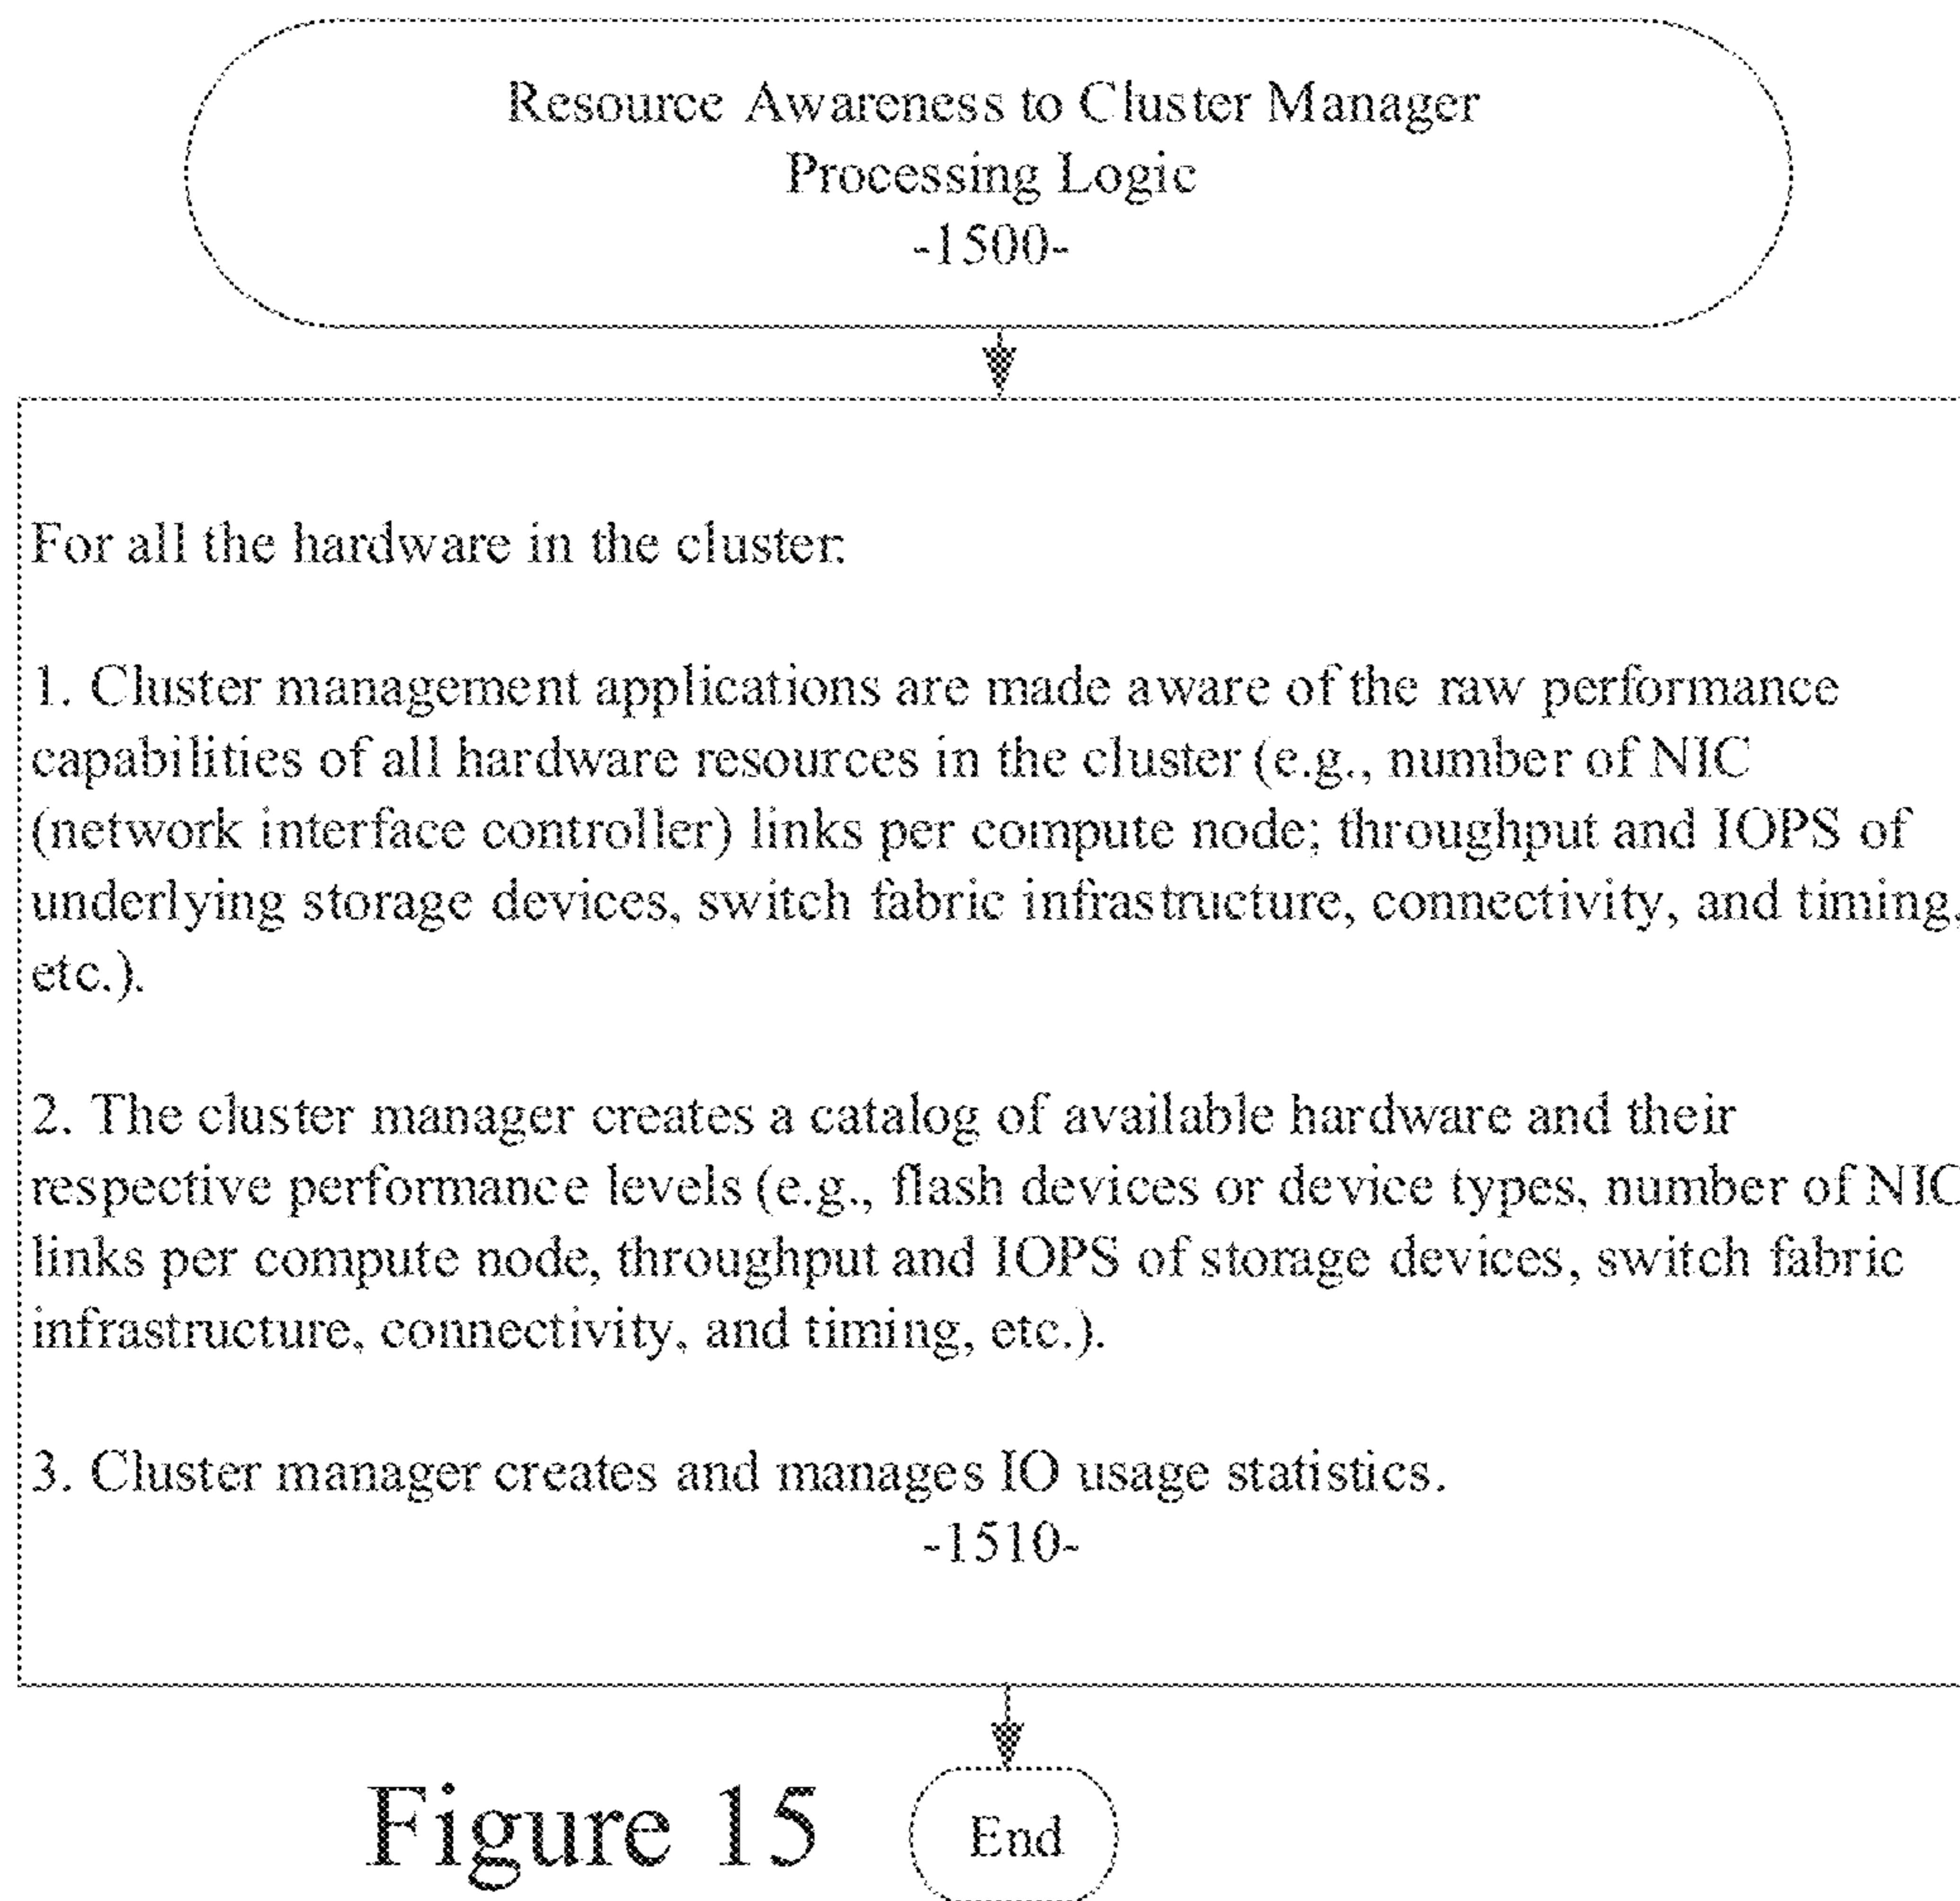 Resource Awareness to Cluster Manager
Processing Logic
-1500-
For all the hardware in the cluster:
1. Cluster management applications are made aware of the raw performance
capabilities of all hardware resources in the cluster (e.g., number of NIC
(network interface controller) links per compute node; throughput and IOPS of
underlying storage devices, switch fabric infrastructure, connectivity, and timing,
etc.).
2. The cluster manager creates a catalog of available hardware and their
respective performance levels (e.g., flash devices or device types, number of NIC
links per compute node, throughput and IOPS of storage devices, switch fabric
infrastructure, connectivity, and timing, etc.).
3. Cluster manager creates and manages IO usage statistics.
-1510-
Figure 15
End